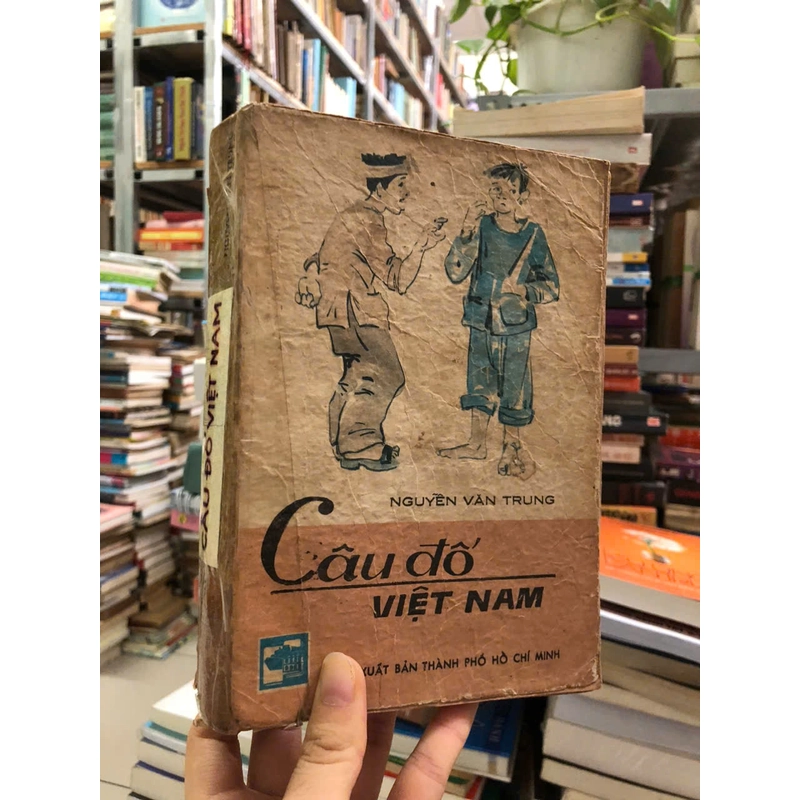 NGUYỄN VĂN TRUNG
Câu đố
VIỆT NAM
XUẤT BẢN THÀNH PHỐ HỒ CHÍ MINH
CÂU ĐỐ VIỆT NAM